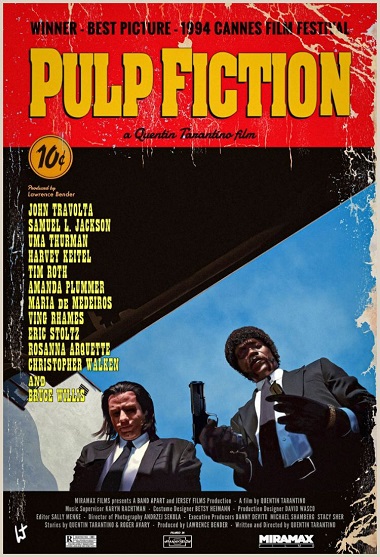 WINNER - BEST PICTURE - 1994 CANNES FILM FESTIVAL
PULP FICTION
a Quentin Tarantino film
10¢
Produced by
Lawrence Bender
JOHN TRAVOLTA
SAMUEL L. JACKSON
UMA THURMAN
HARVEY KEITEL
TIM ROTH
AMANDA PLUMMER
MARIA DE MEDEIROS
VING RHAMES
ERIC STOLTZ
ROSANNA ARQUETTE
CHRISTOPHER WALKEN
AND
BRUCE WILLIS
MIRAMAX FILMS presents A BAND APART and JERSEY FILMS Production - A film by QUENTIN TARANTINO
Music Supervisor KARYN RACHTMAN - Costume Designer BETSY HEIMANN - Production Designer DAVID WASCO
Editor SALLY MENKE - Director of Photography ANDRZEJ SEKULA - Executive Producers DANNY DEVITO MICHAEL SHAMBERG STACY SHER
Stories by QUENTIN TARANTINO & ROGER AVARY - Produced by LAWRENCE BENDER - Written and Directed by QUENTIN TARANTINO
R
MIRAMAX